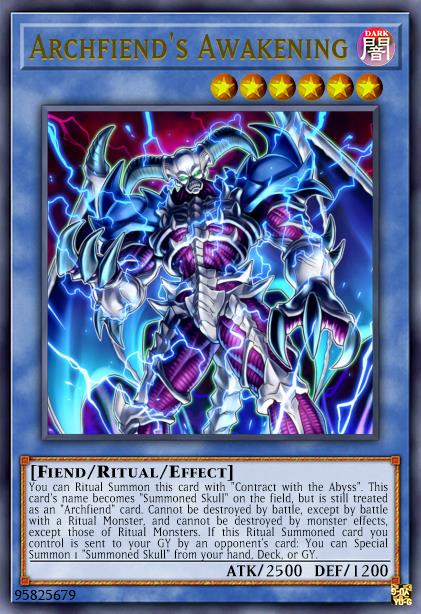 ARCHFIEND'S AWAKENING
DARK
闇
[FIEND/RITUAL/EFFECT]
You can Ritual Summon this card with "Contract with the Abyss". This
card's name becomes "Summoned Skull" on the field, but is still treated
as an "Archfiend" card. Cannot be destroyed by battle, except by battle
with a Ritual Monster, and cannot be destroyed by monster effects,
except those of Ritual Monsters. If this Ritual Summoned card you
control is sent to your GY by an opponent's card: You can Special
Summon 1 "Summoned Skull" from your hand, Deck, or GY.
ATK/2500 DEF/1200
95825679